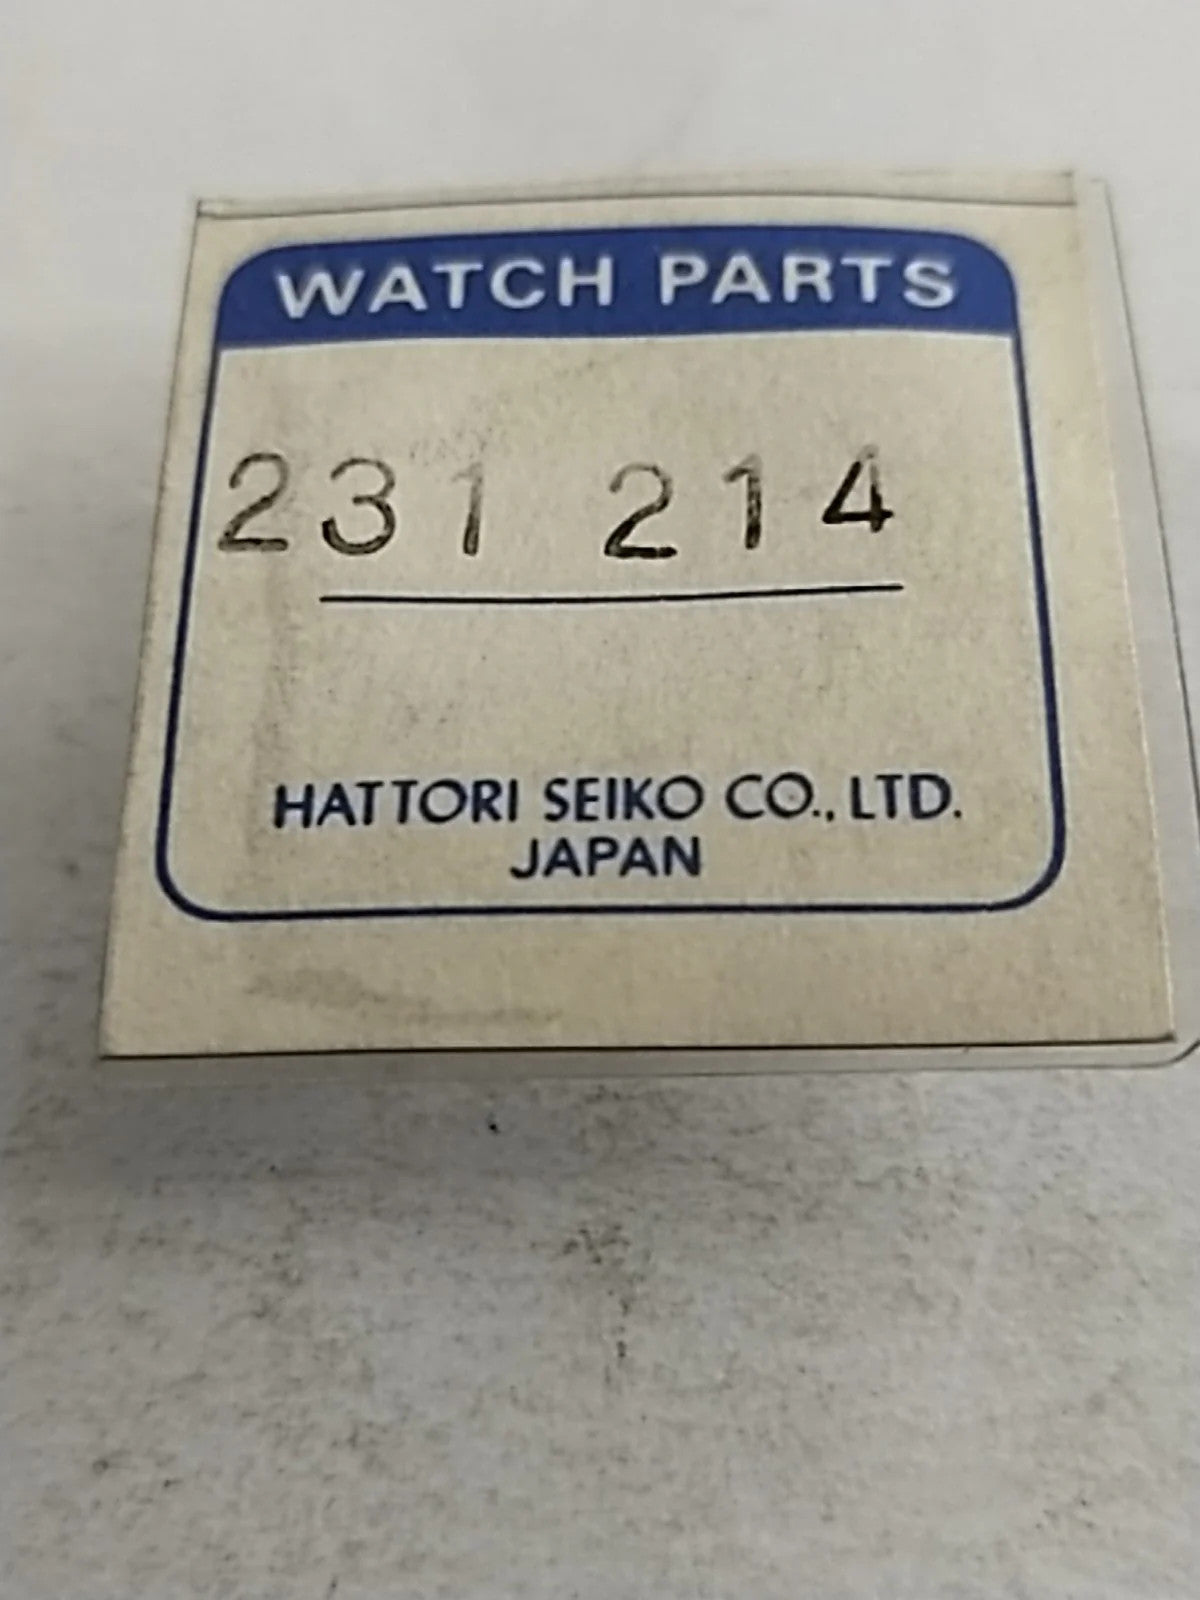 WATCH PARTS
231 214
HATTORI SEIKO CO., LTD.
JAPAN